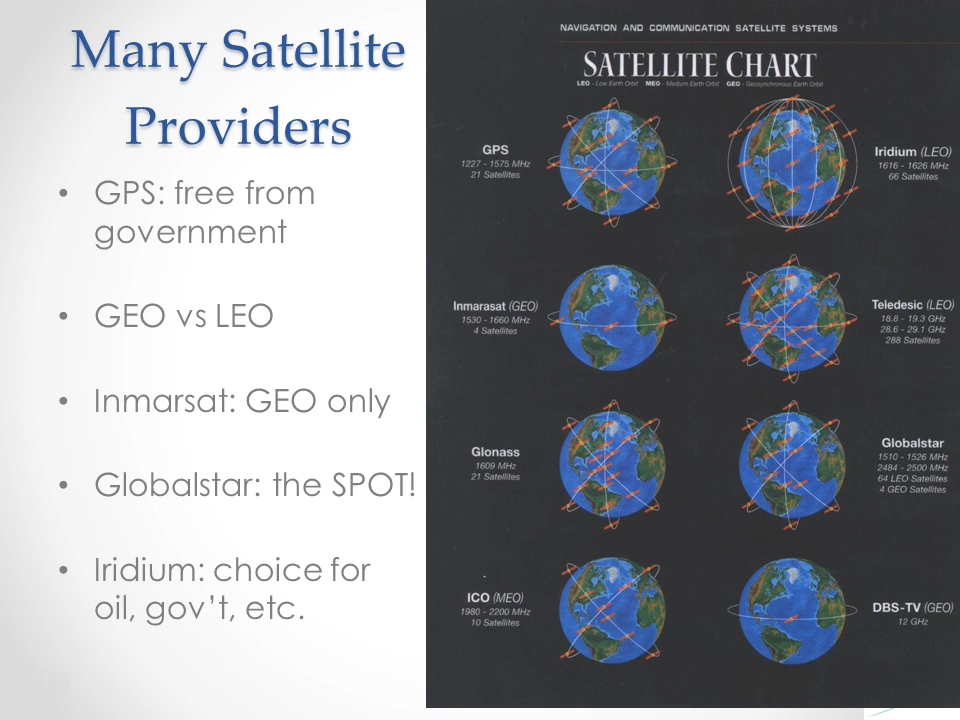 Many Satellite
Providers
• GPS: free from
government
• GEO vs LEO
• Inmarsat: GEO only
• Globalstar: the SPOT!
• Iridium: choice for
oil, gov’t, etc.
NAVIGATION AND COMMUNICATION SATELLITE SYSTEMS
SATELLITE CHART
LEO - Low Earth Orbit MEO - Medium Earth Orbit GEO - Geosynchronous Earth Orbit
GPS
1227 - 1575 MHz
21 Satellites
Iridium (LEO)
1616 - 1626 MHz
66 Satellites
Inmarasat (GEO)
1530 - 1660 MHz
4 Satellites
Teledesic (LEO)
18.8 - 19.3 GHz
28.6 - 29.1 GHz
288 Satellites
Glonass
1609 MHz
21 Satellites
Globalstar
1510 - 1526 MHz
2484 - 2500 MHz
64 LEO Satellites
4 GEO Satellites
ICO (MEO)
1980 - 2200 MHz
10 Satellites
DBS-TV (GEO)
12 GHz